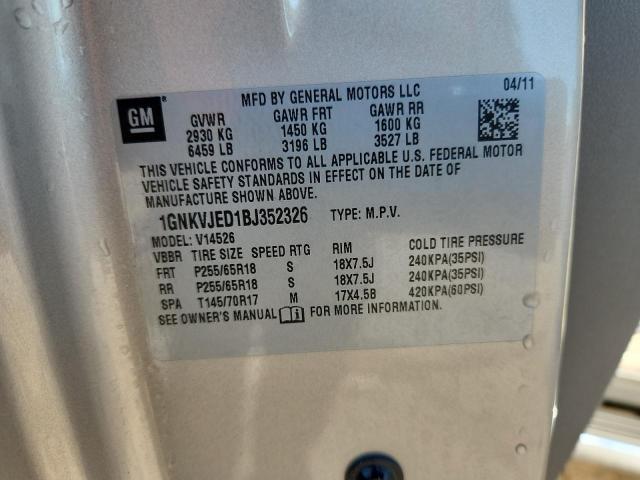 GM ®
MFD BY GENERAL MOTORS LLC 04/11
GVWR GAWR FRT GAWR RR
2930 KG 1450 KG 1600 KG
6459 LB 3196 LB 3527 LB
THIS VEHICLE CONFORMS TO ALL APPLICABLE U.S. FEDERAL MOTOR
VEHICLE SAFETY STANDARDS IN EFFECT ON THE DATE OF
MANUFACTURE SHOWN ABOVE.
1GNKVJED1BJ352326 TYPE: M.P.V.
MODEL: V14526
VBBR TIRE SIZE SPEED RTG RIM COLD TIRE PRESSURE
FRT P255/65R18 S 18X7.5J 240KPA(35PSI)
RR P255/65R18 S 18X7.5J 240KPA(35PSI)
SPA T145/70R17 M 17X4.5B 420KPA(60PSI)
SEE OWNER'S MANUAL FOR MORE INFORMATION.